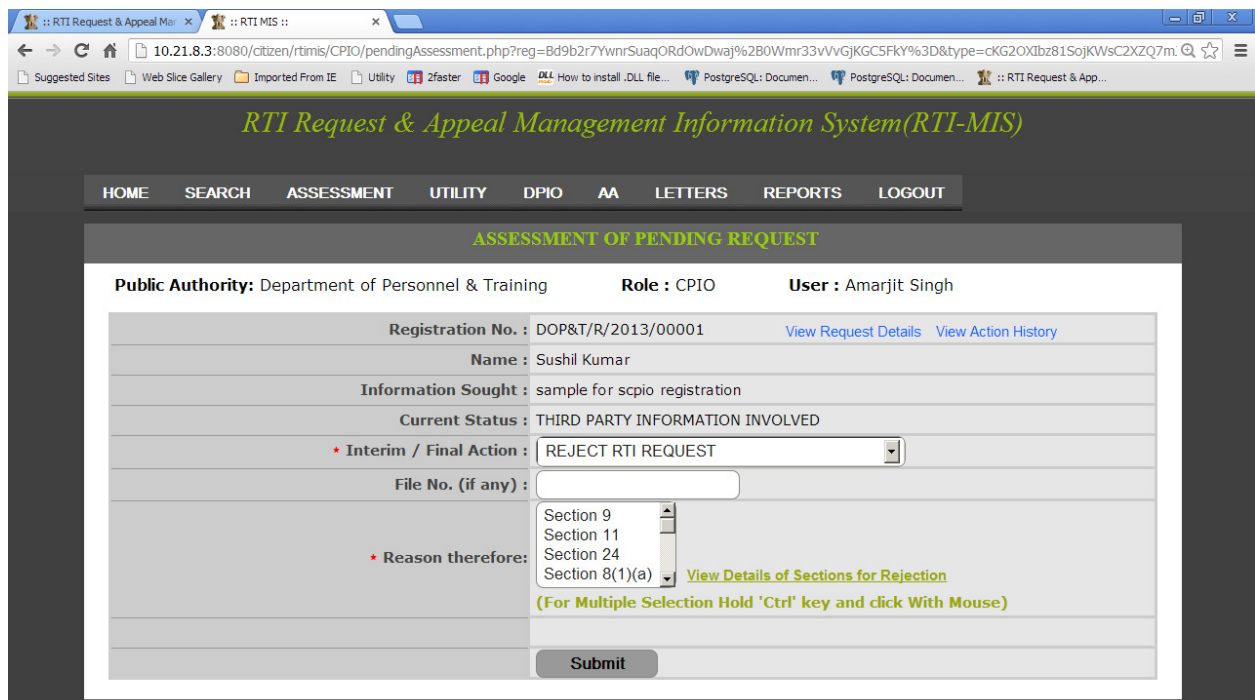 :: RTI Request & Appeal Mar
:: RTI MIS ::
10.21.8.3:8080/citizen/rtimis/CPIO/pendingAssessment.php?reg=Bd9b2r7YwnrSuaqORdOwDwaj%2B0Wmr33vVvGjKGC5FkY%3D&type=cKG2OXIbz81SojKWsC2XZQ7m
Suggested Sites Web Slice Gallery Imported From IE Utility 2faster Google DLL How to install .DLL file... PostgreSQL: Documen... PostgreSQL: Documen... :: RTI Request & App...
RTI Request & Appeal Management Information System(RTI-MIS)
HOME SEARCH ASSESSMENT UTILITY DPIO AA LETTERS REPORTS LOGOUT
ASSESSMENT OF PENDING REQUEST
Public Authority: Department of Personnel & Training Role : CPIO User : Amarjit Singh
Registration No. : DOP&T/R/2013/00001 View Request Details View Action History
Name : Sushil Kumar
Information Sought : sample for scpio registration
Current Status : THIRD PARTY INFORMATION INVOLVED
* Interim / Final Action : REJECT RTI REQUEST
File No. (if any) :
* Reason therefore:
Section 9
Section 11
Section 24
Section 8(1)(a)
View Details of Sections for Rejection
(For Multiple Selection Hold 'Ctrl' key and click With Mouse)
Submit